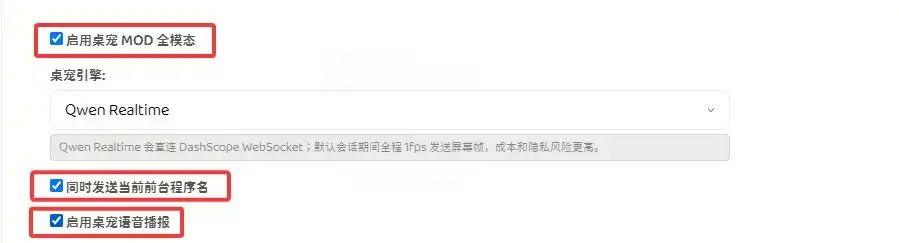 启用桌宠 MOD 全模态
桌宠引擎:
Qwen Realtime
Qwen Realtime 会直连 DashScope WebSocket；默认会话期间全程 1fps 发送屏幕帧，成本和隐私风险更高。
同时发送当前前台程序名
启用桌宠语音播报